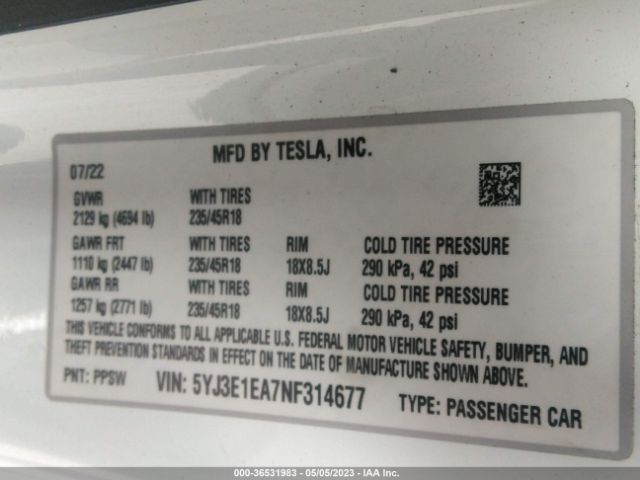 MFD BY TESLA, INC.
07/22
GVWR WITH TIRES
2129 kg (4694 lb) 235/45R18
GAWR FRT WITH TIRES RIM COLD TIRE PRESSURE
1110 kg (2447 lb) 235/45R18 18X8.5J 290 kPa, 42 psi
GAWR RR WITH TIRES RIM COLD TIRE PRESSURE
1257 kg (2771 lb) 235/45R18 18X8.5J 290 kPa, 42 psi
THIS VEHICLE CONFORMS TO ALL APPLICABLE U.S. FEDERAL MOTOR VEHICLE SAFETY, BUMPER, AND
THEFT PREVENTION STANDARDS IN EFFECT ON THE DATE OF MANUFACTURE SHOWN ABOVE.
PNT: PPSW VIN: 5YJ3E1EA7NF314677 TYPE: PASSENGER CAR
000-36531983 - 05/05/2023 - IAA Inc.